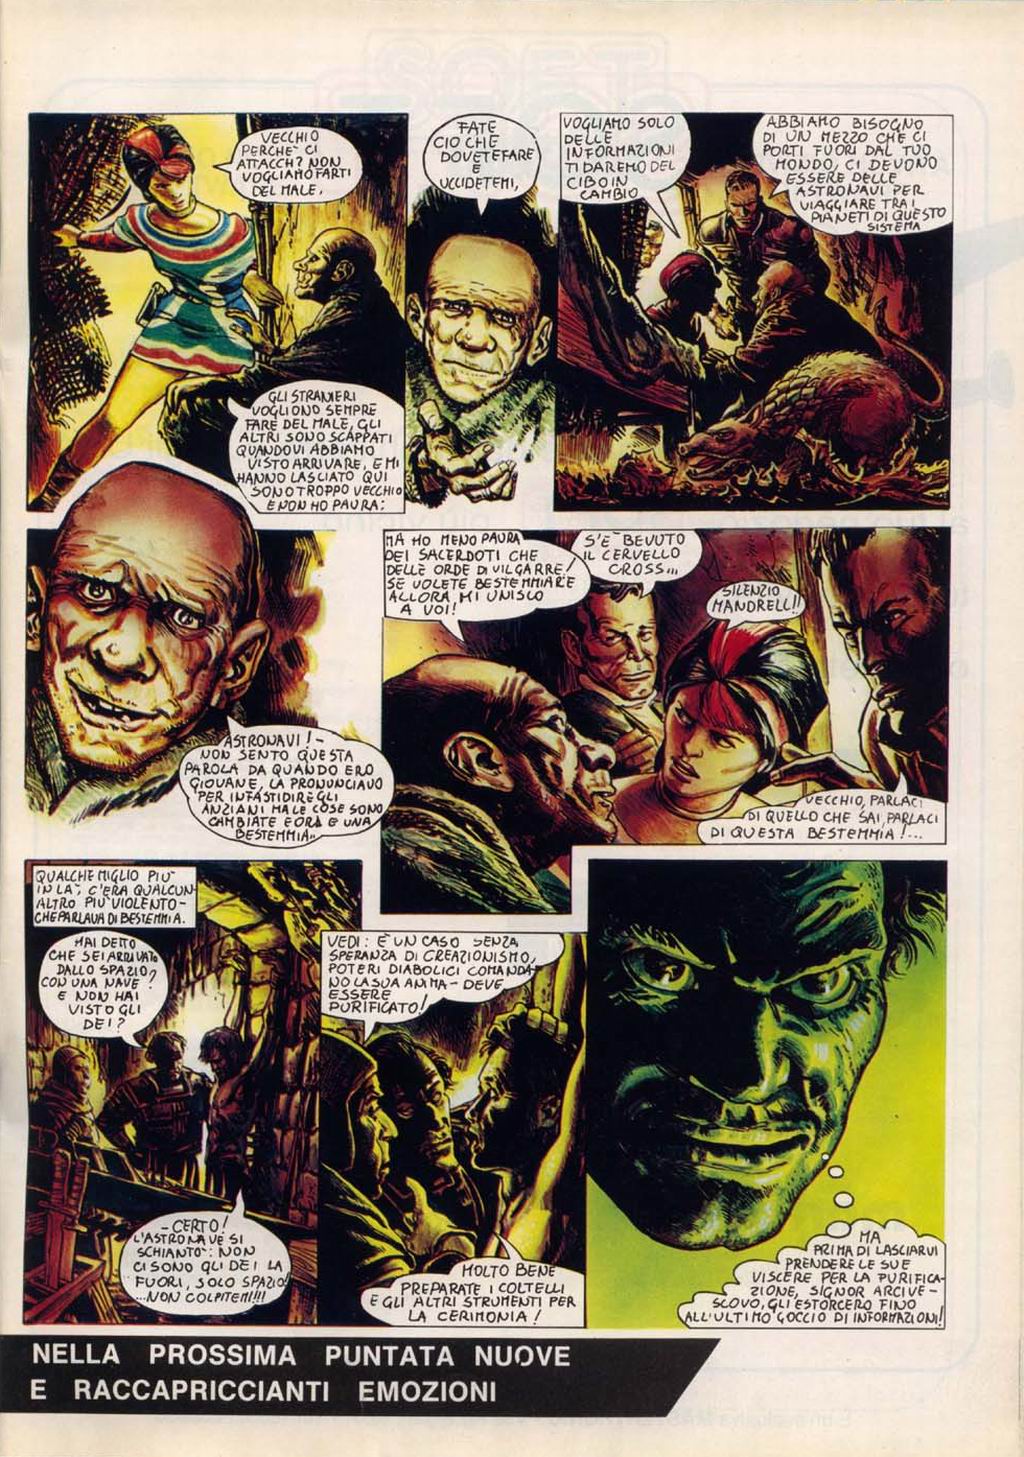 VECCHIO
PERCHE' CI
ATTACCHI? NON
VOGLIAMO FARTI
DEL MALE,
GLI STRANIERI
VOGLIONO SEMPRE
FARE DEL MALE, GLI
ALTRI SONO SCAPPATI
QUANDO VI ABBIAMO
VISTO ARRIVARE, E MI
HANNO LASCIATO QUI
SONO TROPPO VECCHIO
E NON HO PAURA:
FATE
CIÒ CHE
DOVETE FARE
E
UCCIDETEMI,
VOGLIAMO SOLO
DELLE
INFORMAZIONI
TI DAREMO DEL
CIBO IN
CAMBIO
ABBIAMO BISOGNO
DI UN MEZZO CHE CI
PORTI FUORI DAL TUO
MONDO, CI DEVONO
ESSERE DELLE
ASTRONAVI PER
VIAGGIARE TRA I
PIANETI DI QUESTO
SISTEMA
ASTRONAVI! -
NON SENTO QUESTA
PAROLA DA QUANDO ERO
GIOVANE, LA PRONUNCIAVO
PER INFASTIDIRE GLI
ANZIANI MA LE COSE SONO
CAMBIATE E ORA E UNA
BESTEMMIA..
MA HO MENO PAURA
DEI SACERDOTI CHE
DELLE ORDE DI VILGARRE!
SE VOLETE BESTEMMIARE
ALLORA, MI UNISCO
A VOI!
S'E' BEVUTO
IL CERVELLO
CROSS...
SILENZIO
MANDRELL!!
VECCHIO, PARLACI
DI QUELLO CHE SAI, PARLACI
DI QUESTA BESTEMMIA!...
QUALCHE MIGLIO PIU'
IN LA', C'ERA QUALCUN-
ALTRO PIU' VIOLENTO -
CHE PARLAVA DI BESTEMMIA.
HAI DETTO
CHE SEI ARRIVATO
DALLO SPAZIO?
CON UNA NAVE?
E NON HAI
VISTO GLI
DEI?
- CERTO!
L'ASTRONAVE SI
SCHIANTO': NON
CI SONO GLI DEI LA
FUORI, SOLO SPAZIO!
...NON COLPITEMI!!!
VEDI: È UN CASO SENZA
SPERANZA DI CREAZIONISMO,
POTERI DIABOLICI COMANDA-
NO LA SUA ANIMA - DEVE
ESSERE
PURIFICATO!
MOLTO BENE
PREPARATE I COLTELLI
E GLI ALTRI STRUMENTI PER
LA CERIMONIA!
MA
PRIMA DI LASCIARVI
PRENDERE LE SUE
VISCERE PER LA PURIFICA-
ZIONE, SIGNOR ARCIVE-
SCOVO, GLI ESTORCERO FINO
ALL'ULTIMO GOCCIO DI INFORMAZIONI!
NELLA PROSSIMA PUNTATA NUOVE
E RACCAPRICCIANTI EMOZIONI